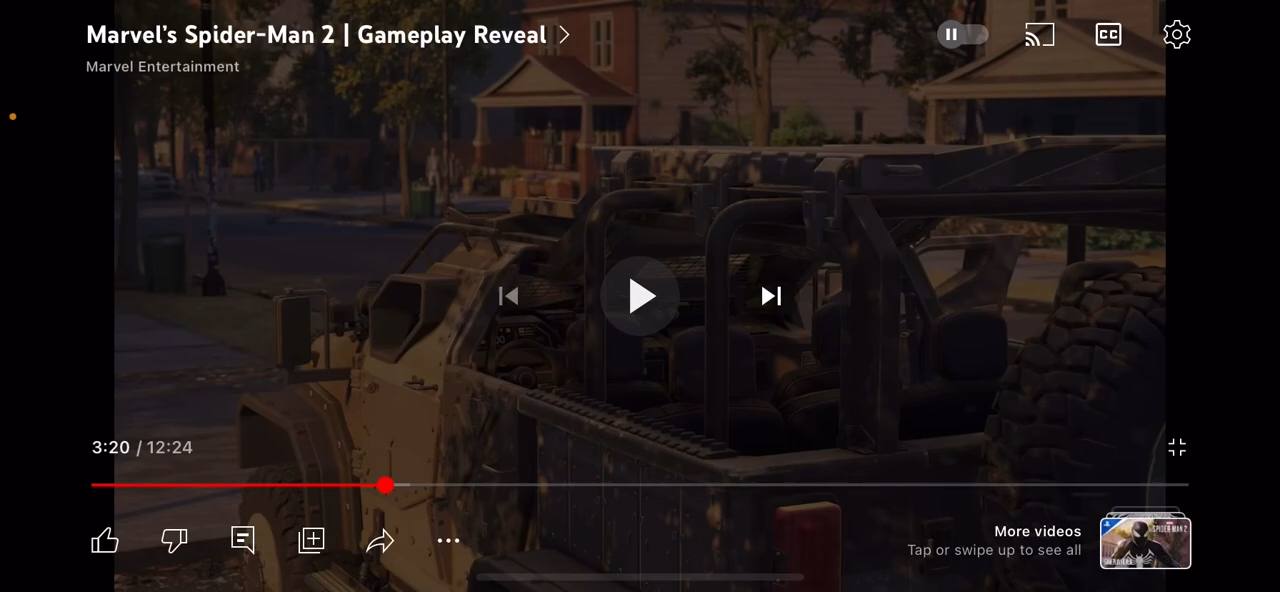 Marvel's Spider-Man 2 | Gameplay Reveal
Marvel Entertainment
CC
3:20 / 12:24
More videos
Tap or swipe up to see all
SPIDER-MAN 2